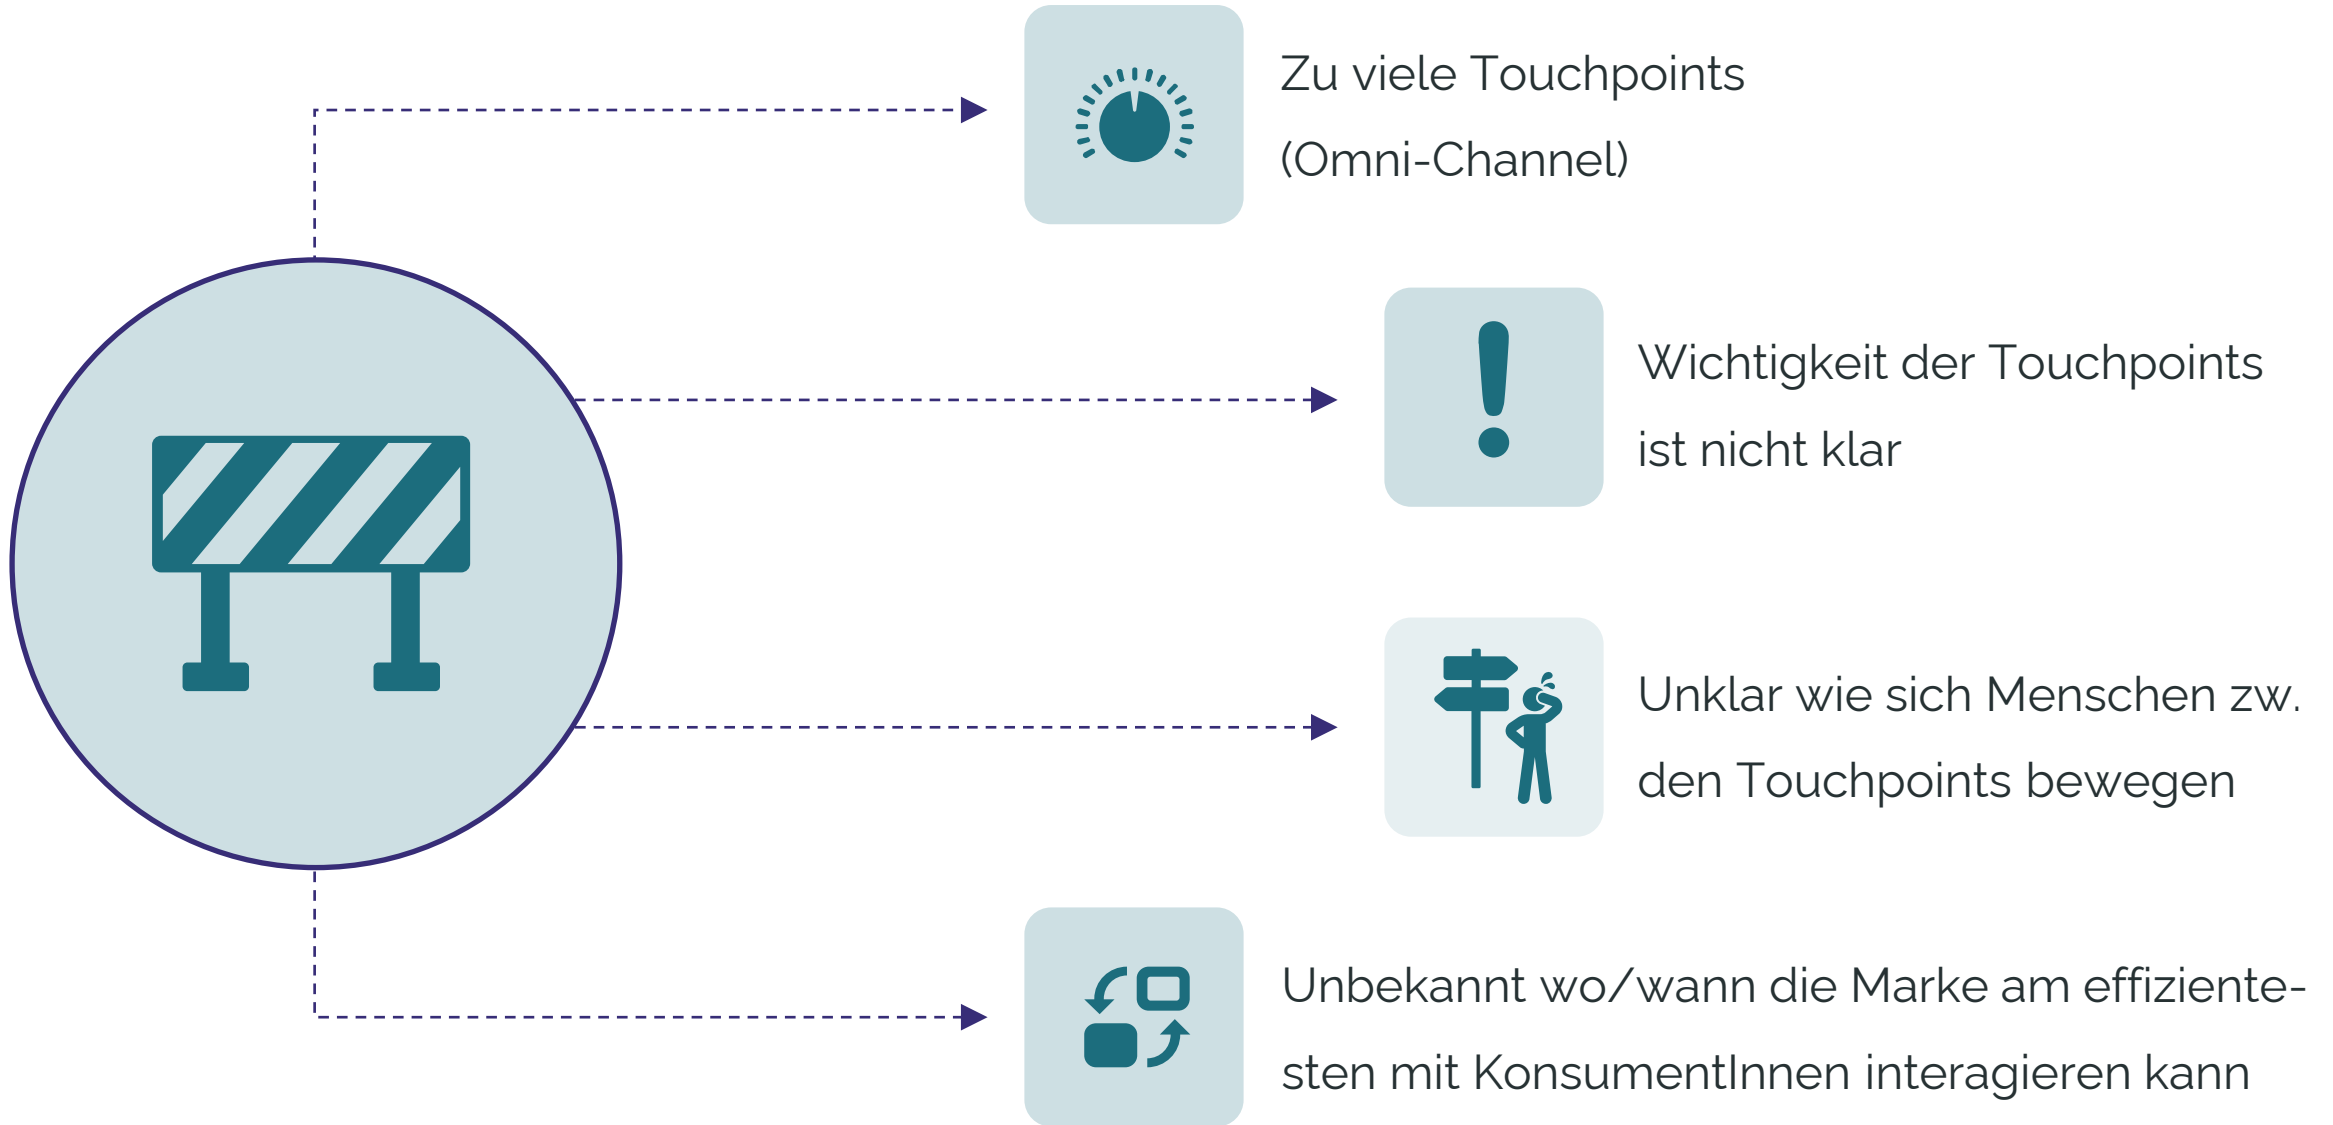 Zu viele Touchpoints
(Omni-Channel)
Wichtigkeit der Touchpoints
ist nicht klar
Unklar wie sich Menschen zw.
den Touchpoints bewegen
Unbekannt wo/wann die Marke am effiziente-
sten mit KonsumentInnen interagieren kann